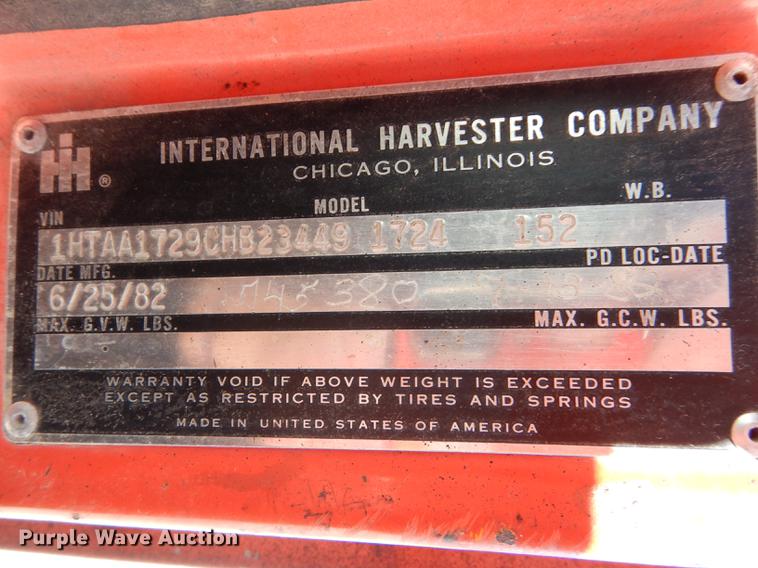 IH ®
INTERNATIONAL HARVESTER COMPANY
CHICAGO, ILLINOIS
VIN MODEL W.B.
1HTAA1729CHB23449 1724 152
DATE MFG. PD LOC-DATE
6/25/82
MAX. G.V.W. LBS. MAX. G.C.W. LBS.
WARRANTY VOID IF ABOVE WEIGHT IS EXCEEDED
EXCEPT AS RESTRICTED BY TIRES AND SPRINGS
MADE IN UNITED STATES OF AMERICA
Purple Wave Auction